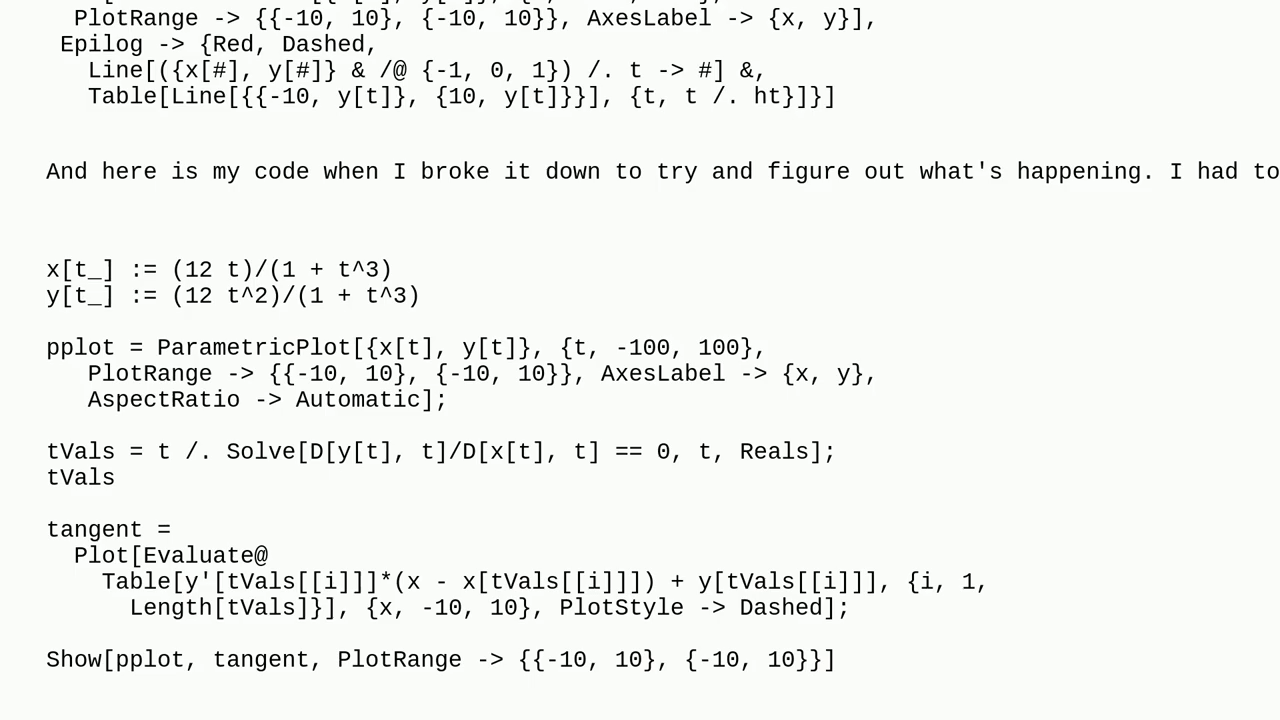 PlotRange -> {{-10, 10}, {-10, 10}}, AxesLabel -> {x, y}],
Epilog -> {Red, Dashed,
Line[({x[#], y[#]} & /@ {-1, 0, 1}) /. t -> #] &,
Table[Line[{{-10, y[t]}, {10, y[t]}}], {t, t /. ht}]}]
And here is my code when I broke it down to try and figure out what's happening. I had to
x[t_] := (12 t)/(1 + t^3)
y[t_] := (12 t^2)/(1 + t^3)
pplot = ParametricPlot[{x[t], y[t]}, {t, -100, 100},
PlotRange -> {{-10, 10}, {-10, 10}}, AxesLabel -> {x, y},
AspectRatio -> Automatic];
tVals = t /. Solve[D[y[t], t]/D[x[t], t] == 0, t, Reals];
tVals
tangent =
Plot[Evaluate@
Table[y'[tVals[[i]]]*(x - x[tVals[[i]]]) + y[tVals[[i]]], {i, 1,
Length[tVals]}], {x, -10, 10}, PlotStyle -> Dashed];
Show[pplot, tangent, PlotRange -> {{-10, 10}, {-10, 10}}]